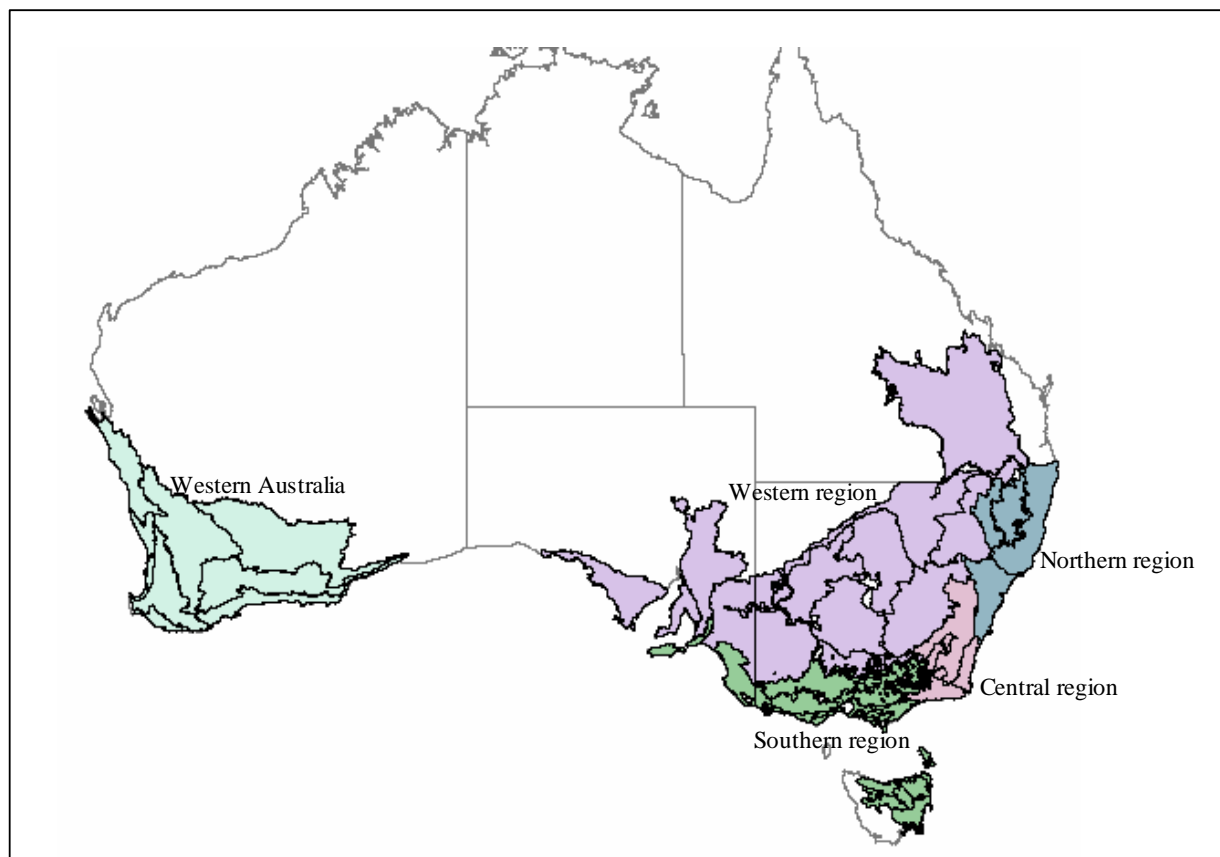 Western Australia
Western region
Northern region
Central region
Southern region